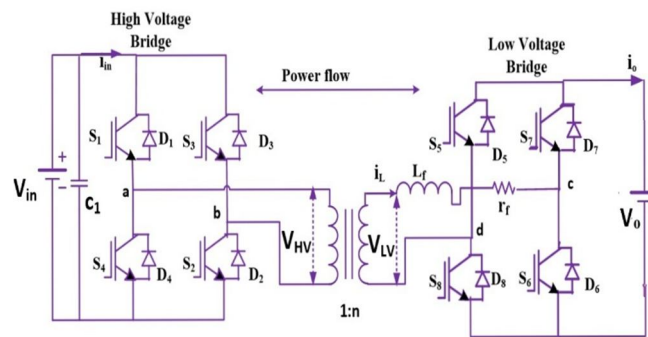 High Voltage
Bridge
Low Voltage
Bridge
Power flow
i_in
i_o
S_1
D_1
S_3
D_3
S_5
D_5
S_7
D_7
V_in
+
−
c_1
a
b
V_HV
V_LV
i_L
L_f
r_f
c
d
V_o
S_4
D_4
S_2
D_2
S_8
D_8
S_6
D_6
1:n